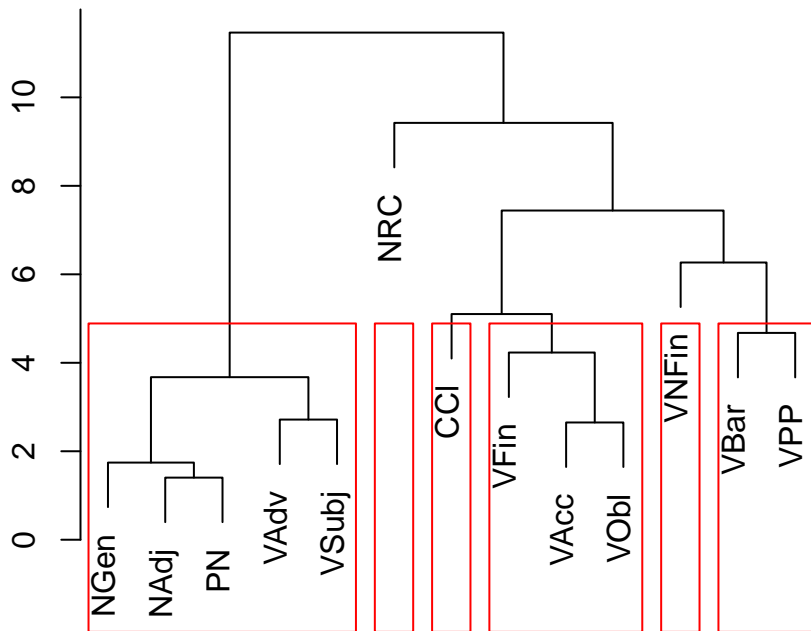 10
8
6
4
2
0
NRC
CCl
VNFin
VFin
VBar
VPP
NGen
NAdj
PN
VAdv
VSubj
VAcc
VObl